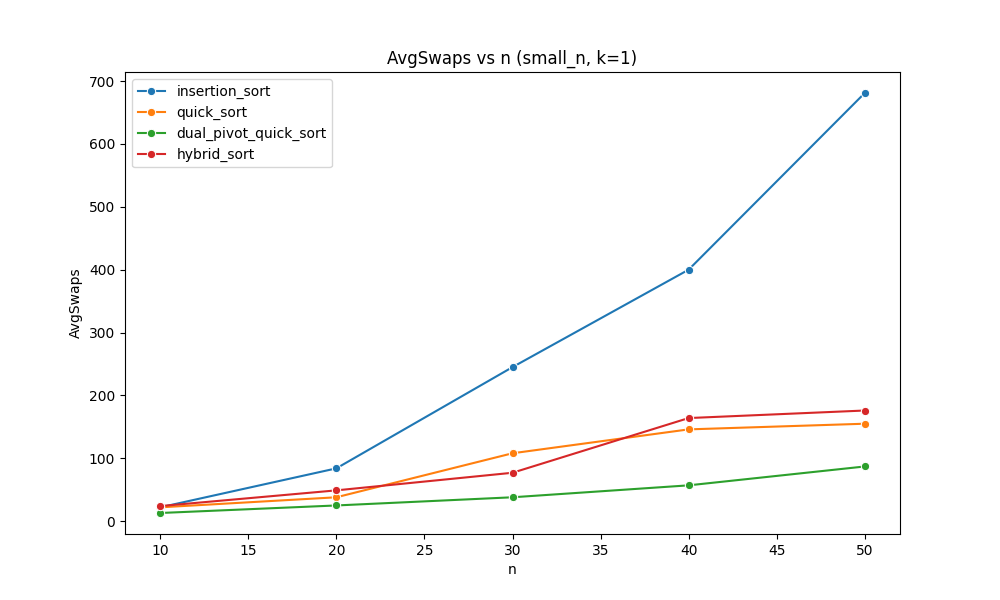 AvgSwaps vs n (small_n, k=1)
insertion_sort
quick_sort
dual_pivot_quick_sort
hybrid_sort
AvgSwaps
700
600
500
400
300
200
100
0
10 15 20 25 30 35 40 45 50
n